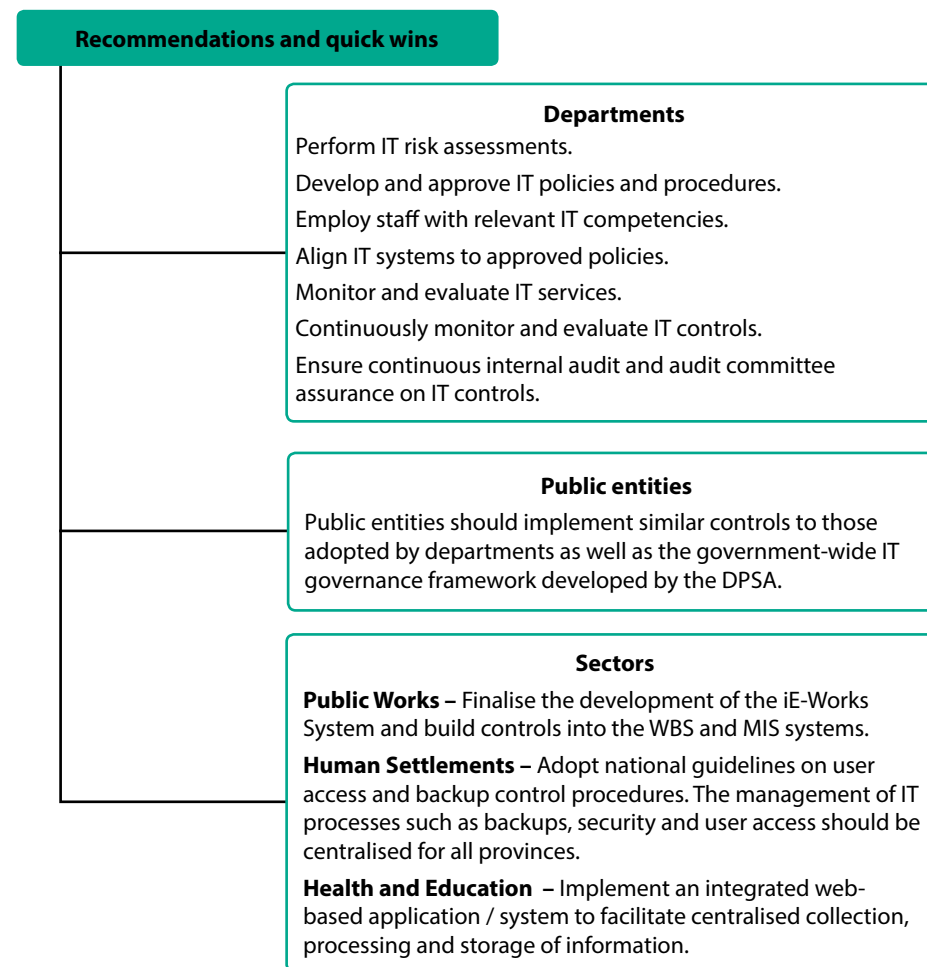 Recommendations and quick wins
Departments
Perform IT risk assessments.
Develop and approve IT policies and procedures.
Employ staff with relevant IT competencies.
Align IT systems to approved policies.
Monitor and evaluate IT services.
Continuously monitor and evaluate IT controls.
Ensure continuous internal audit and audit committee
assurance on IT controls.
Public entities
Public entities should implement similar controls to those
adopted by departments as well as the government-wide IT
governance framework developed by the DPSA.
Sectors
Public Works – Finalise the development of the iE-Works
System and build controls into the WBS and MIS systems.
Human Settlements – Adopt national guidelines on user
access and backup control procedures. The management of IT
processes such as backups, security and user access should be
centralised for all provinces.
Health and Education – Implement an integrated web-
based application / system to facilitate centralised collection,
processing and storage of information.